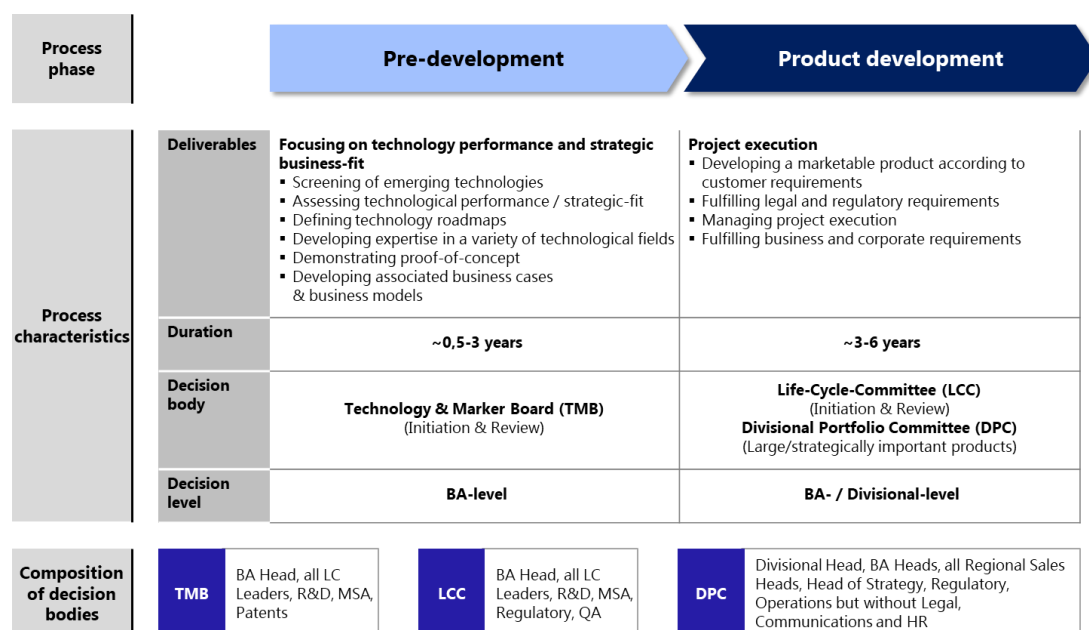 Process
phase
Pre-development
Product development
Process
characteristics
Deliverables
Focusing on technology performance and strategic
business-fit
▪ Screening of emerging technologies
▪ Assessing technological performance / strategic-fit
▪ Defining technology roadmaps
▪ Developing expertise in a variety of technological fields
▪ Demonstrating proof-of-concept
▪ Developing associated business cases
& business models
Project execution
▪ Developing a marketable product according to
customer requirements
▪ Fulfilling legal and regulatory requirements
▪ Managing project execution
▪ Fulfilling business and corporate requirements
Duration
~0,5-3 years
~3-6 years
Decision
body
Technology & Marker Board (TMB)
(Initiation & Review)
Life-Cycle-Committee (LCC)
(Initiation & Review)
Divisional Portfolio Committee (DPC)
(Large/strategically important products)
Decision
level
BA-level
BA- / Divisional-level
Composition
of decision
bodies
TMB
BA Head, all LC
Leaders, R&D, MSA,
Patents
LCC
BA Head, all LC
Leaders, R&D, MSA,
Regulatory, QA
DPC
Divisional Head, BA Heads, all Regional Sales
Heads, Head of Strategy, Regulatory,
Operations but without Legal,
Communications and HR